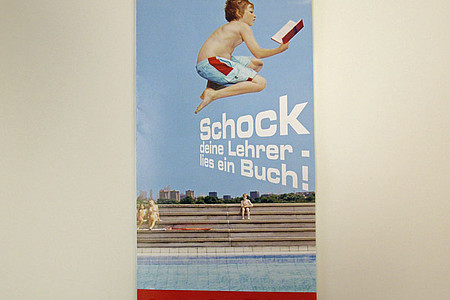 Schock
deine Lehrer -
lies ein Buch!